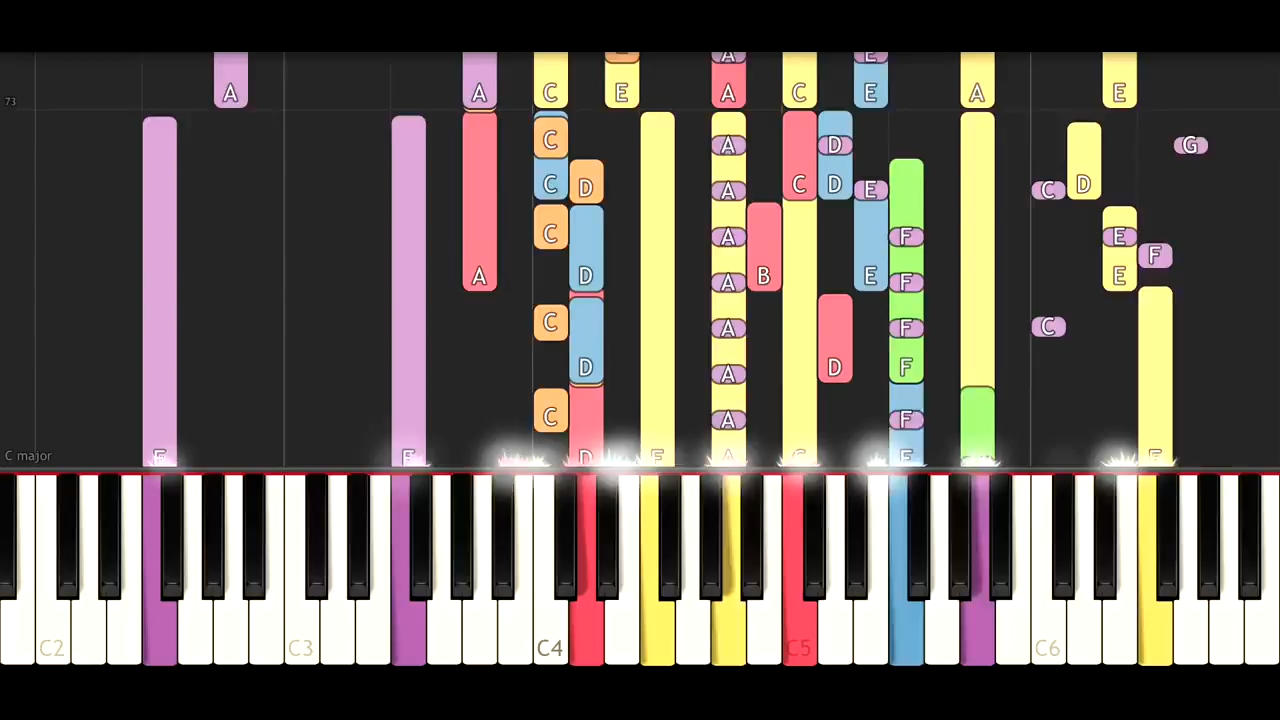 A A C E A A C E E A E
73
C A D G
C D C D E A C D
C A F E F
A D B E E
A F
C A F C
D A D F
C A F
C major F F D F A C F F
C2 C3 C4 C5 C6